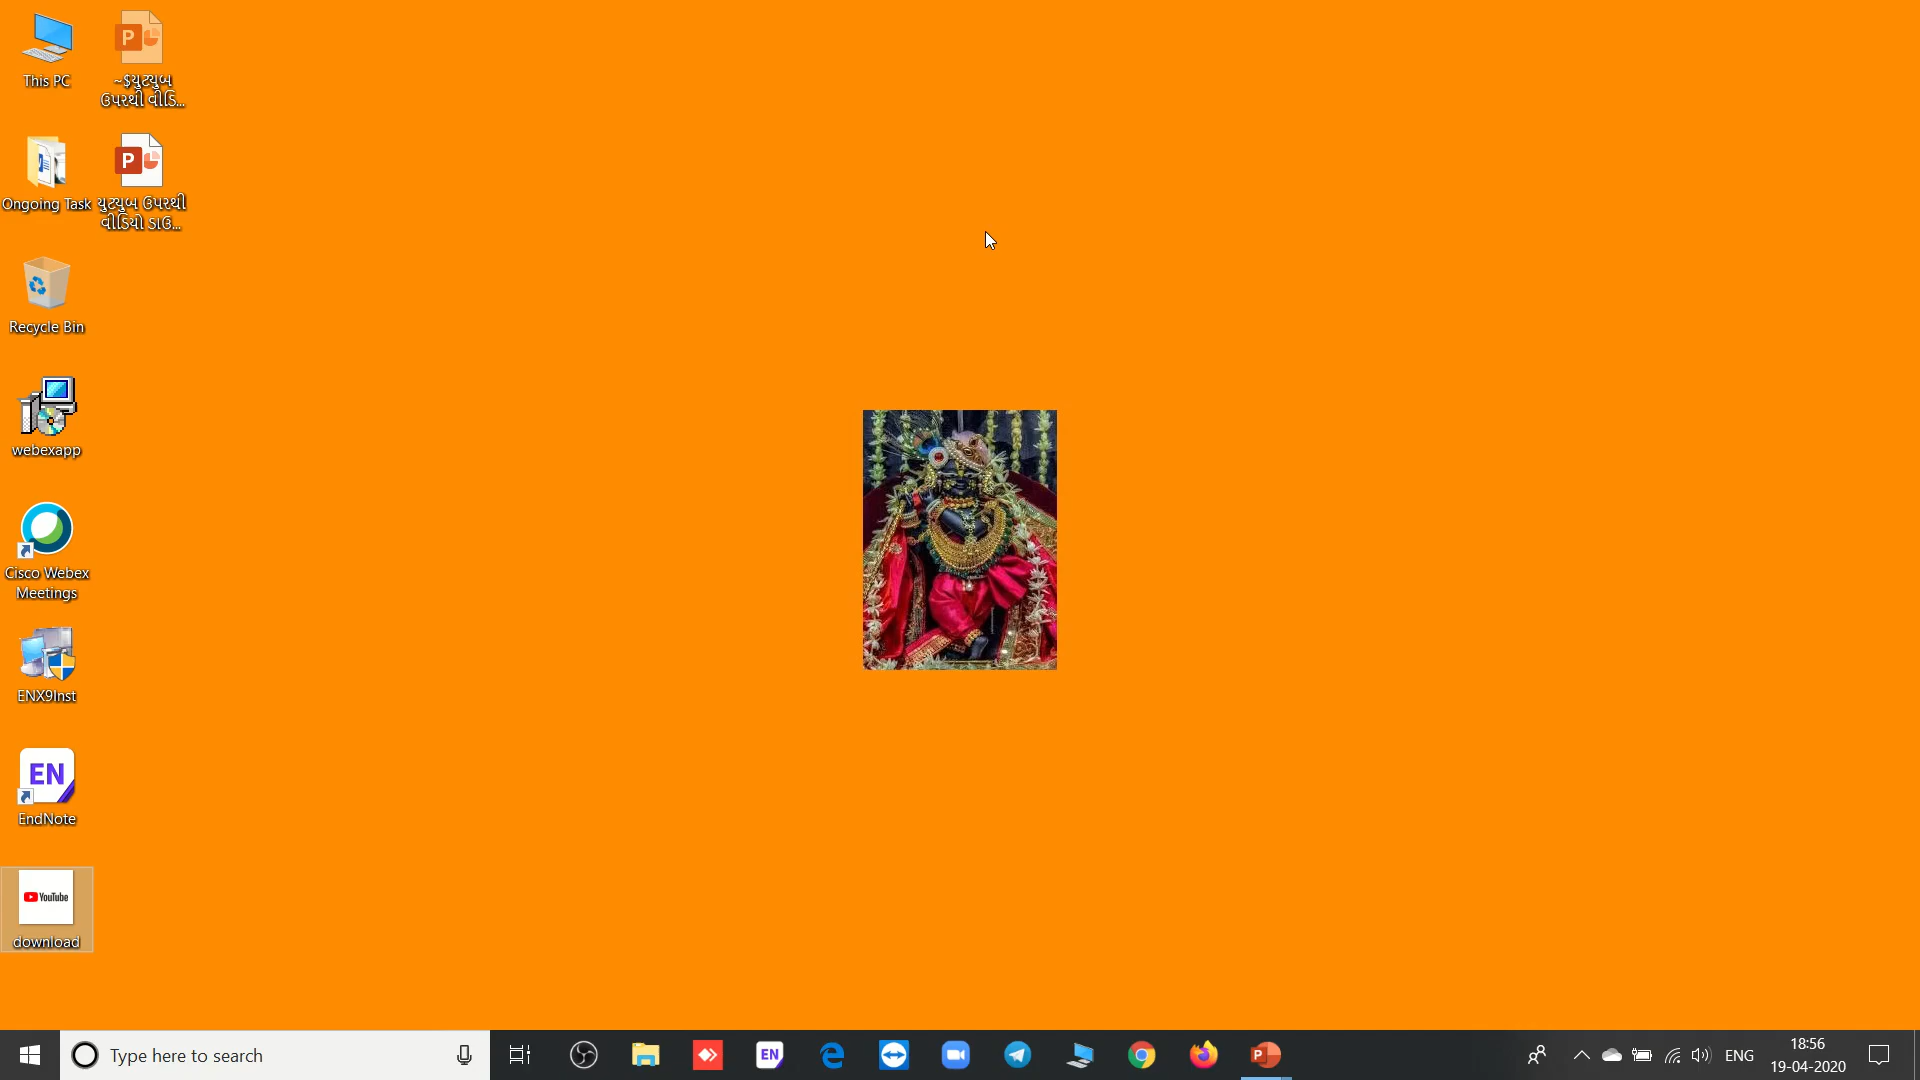 This PC
~$યુટ્યુબ
ઉપરથી વીડિ...
Ongoing Task
યુટ્યુબ ઉપરથી
વીડિયો ડાઉ...
Recycle Bin
webexapp
Cisco Webex
Meetings
ENX9Inst
EN
EndNote
YouTube
download
Type here to search
EN
ENG
18:56
19-04-2020